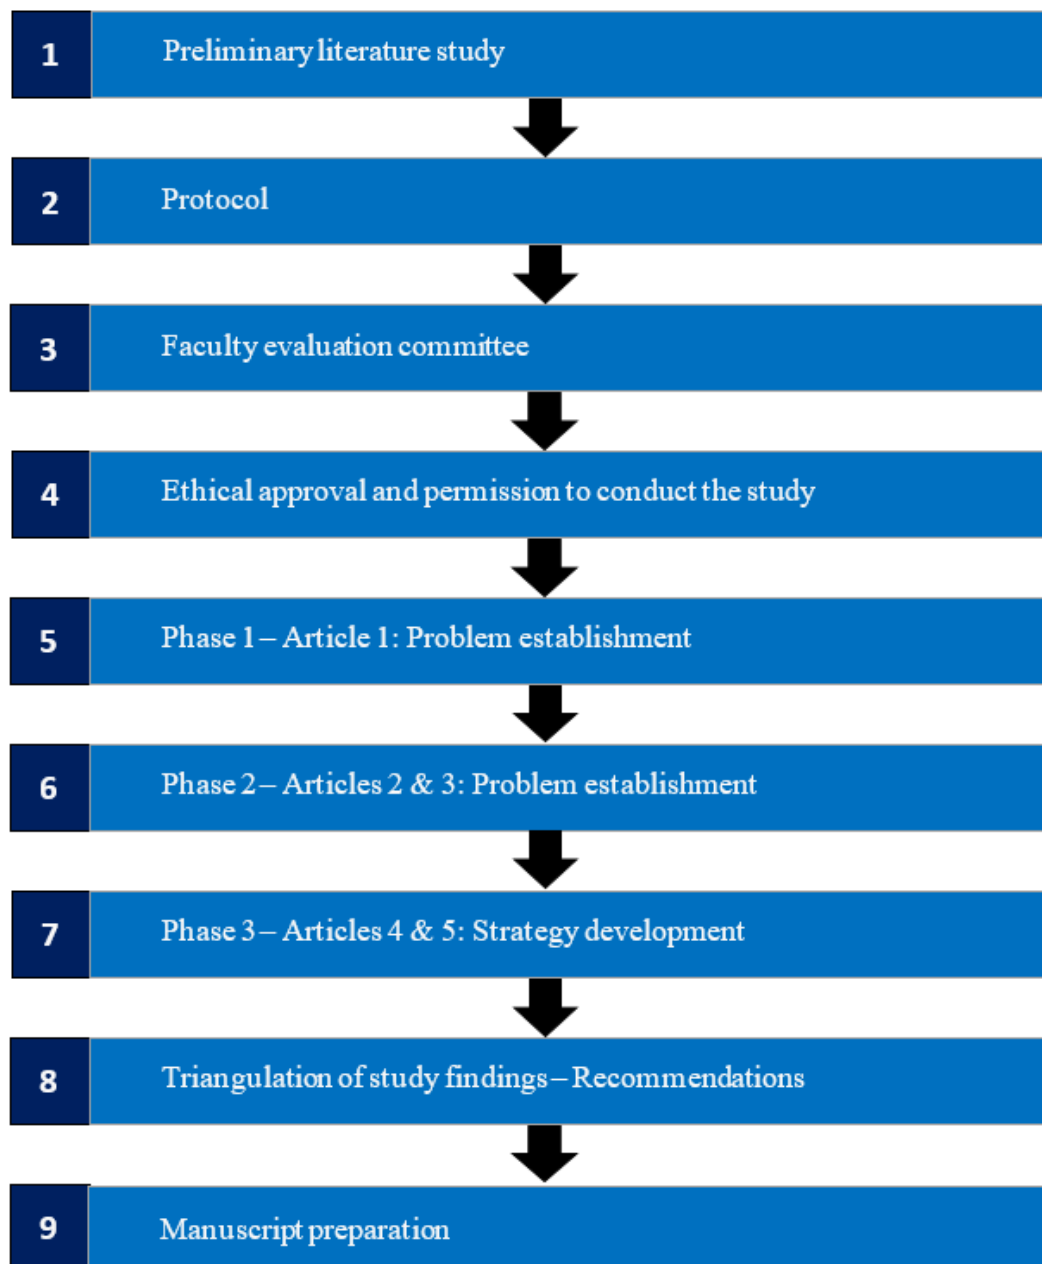 1 Preliminary literature study
2 Protocol
3 Faculty evaluation committee
4 Ethical approval and permission to conduct the study
5 Phase 1 – Article 1: Problem establishment
6 Phase 2 – Articles 2 & 3: Problem establishment
7 Phase 3 – Articles 4 & 5: Strategy development
8 Triangulation of study findings – Recommendations
9 Manuscript preparation